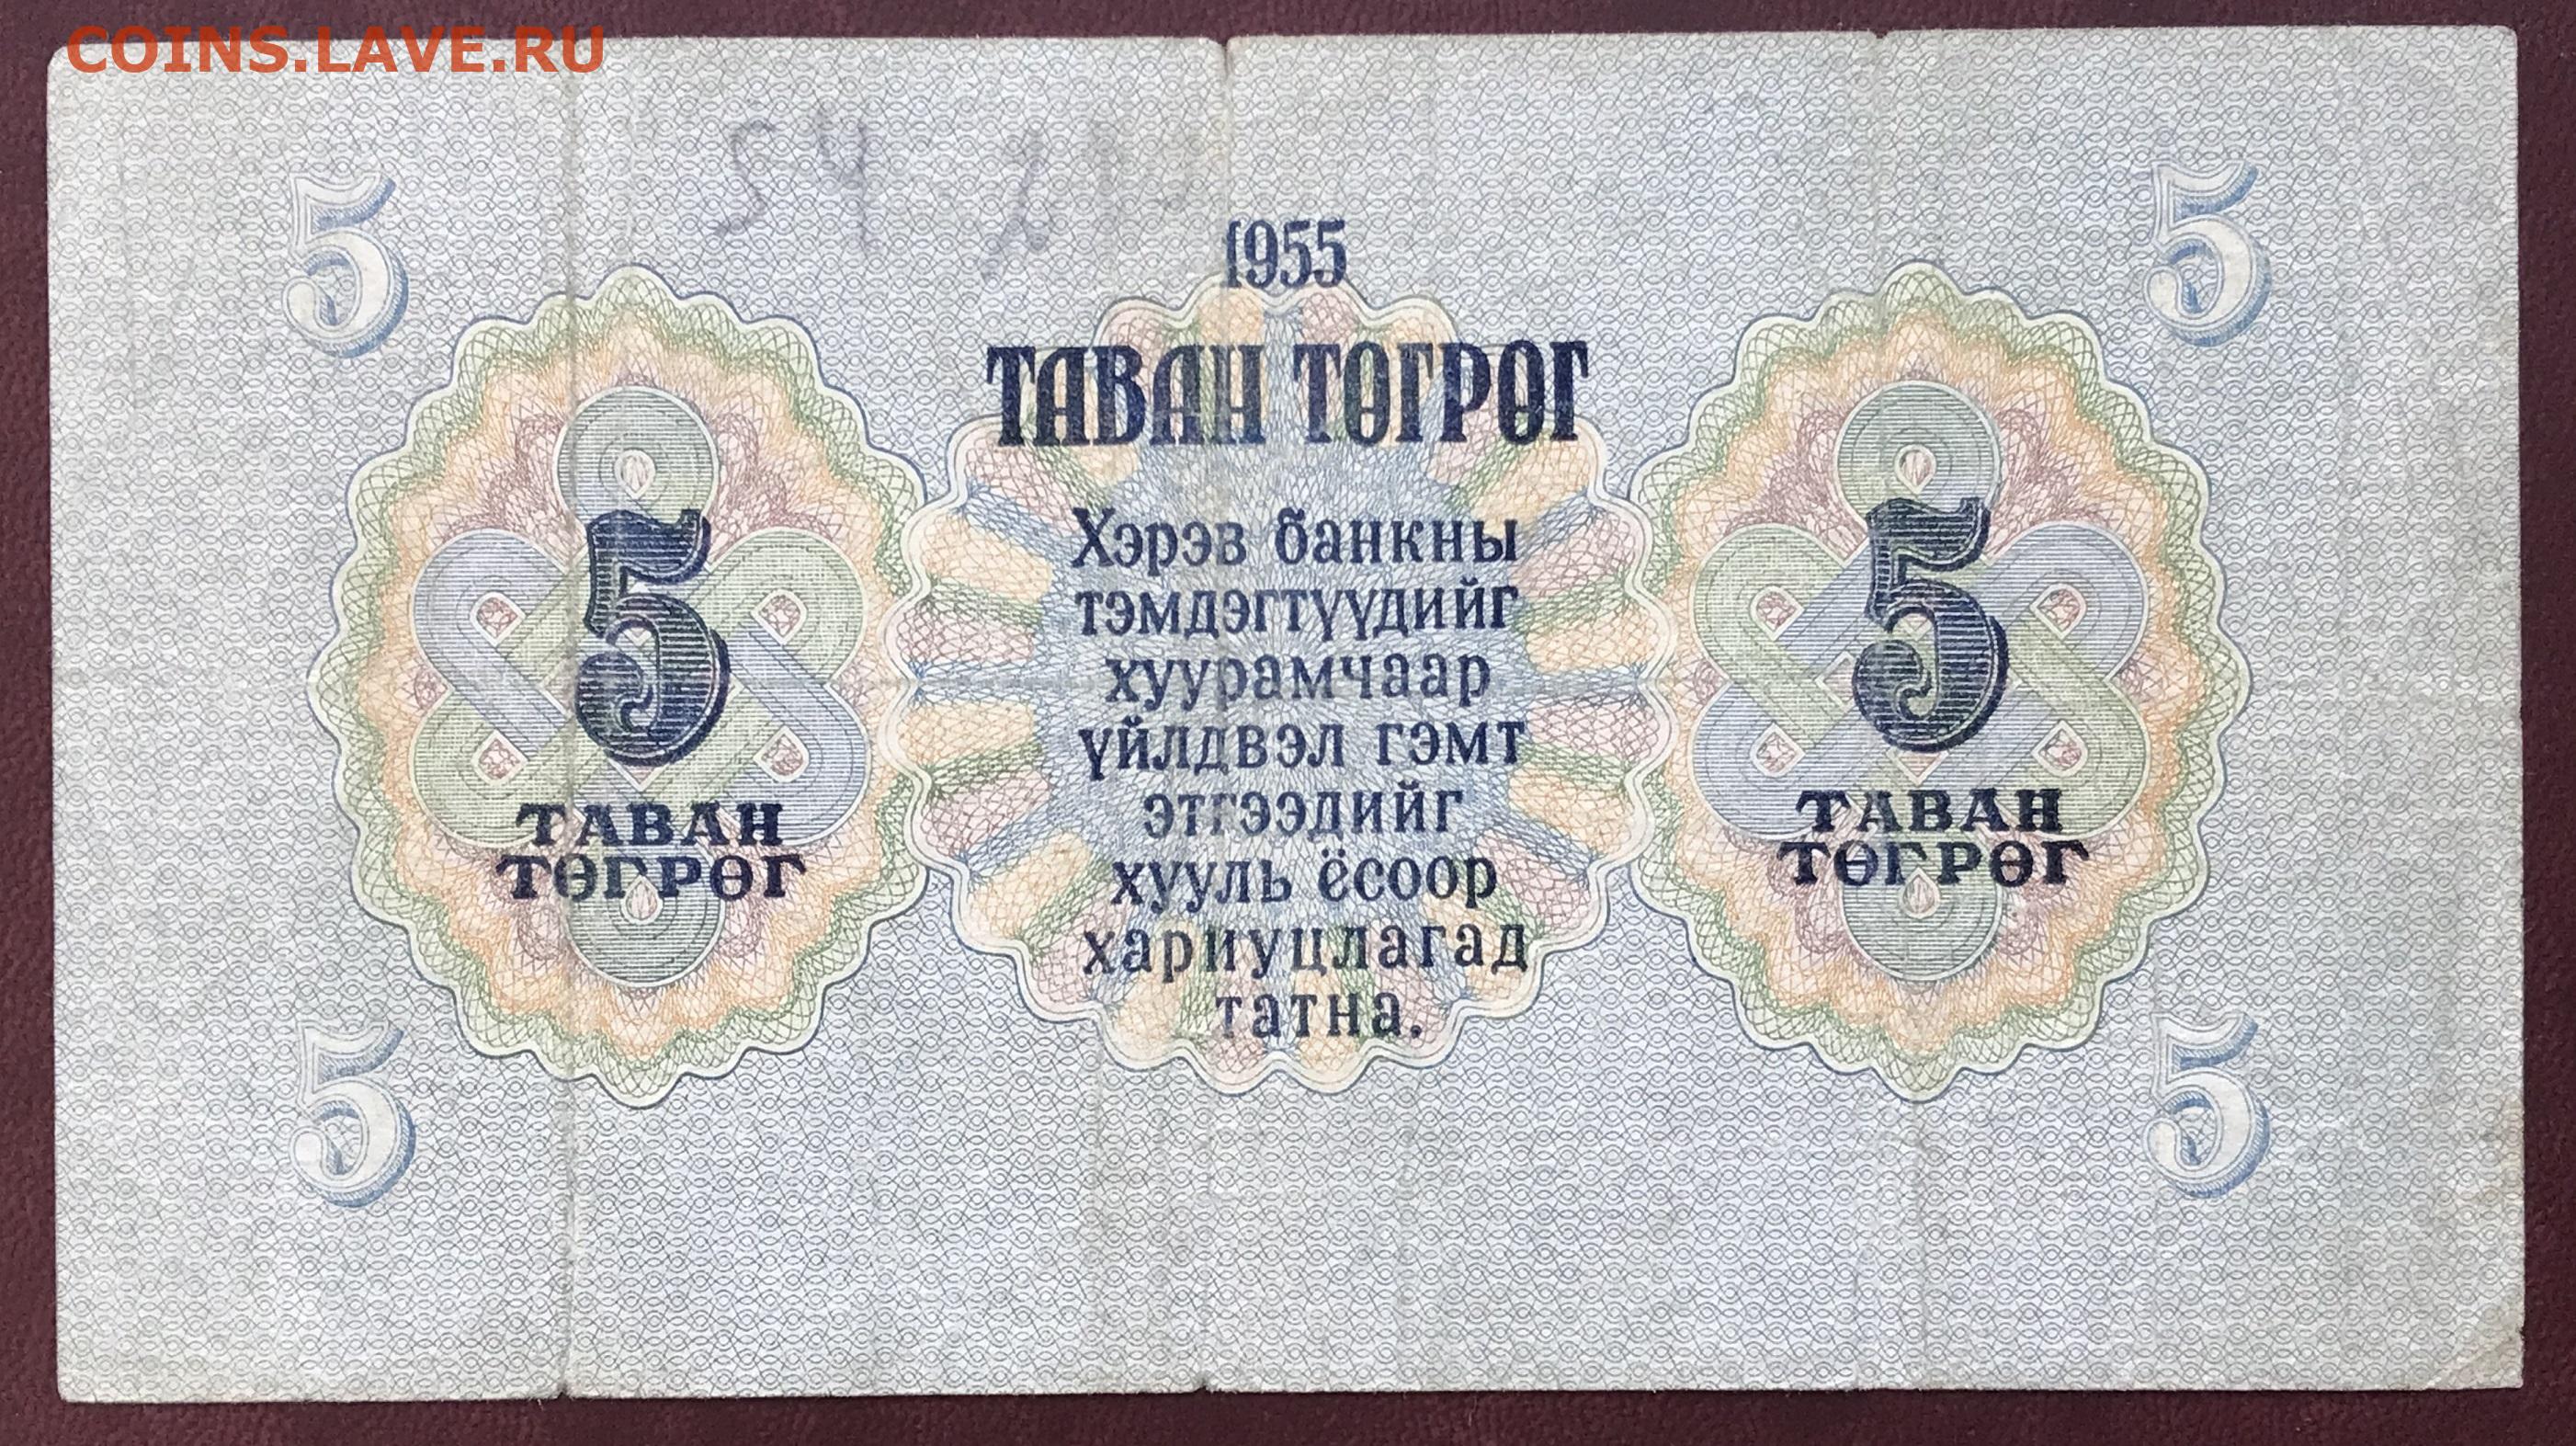 COINS.LAVE.RU
54
5
5
1955
ТАВАН ТӨГРӨГ
Хэрэв банкны
тэмдэгтүүдийг
хуурамчаар
үйлдвэл гэмт
этгээдийг
хууль ёсоор
хариуцлагад
татна.
5
ТАВАН
ТӨГРӨГ
5
ТАВАН
ТӨГРӨГ
5
5